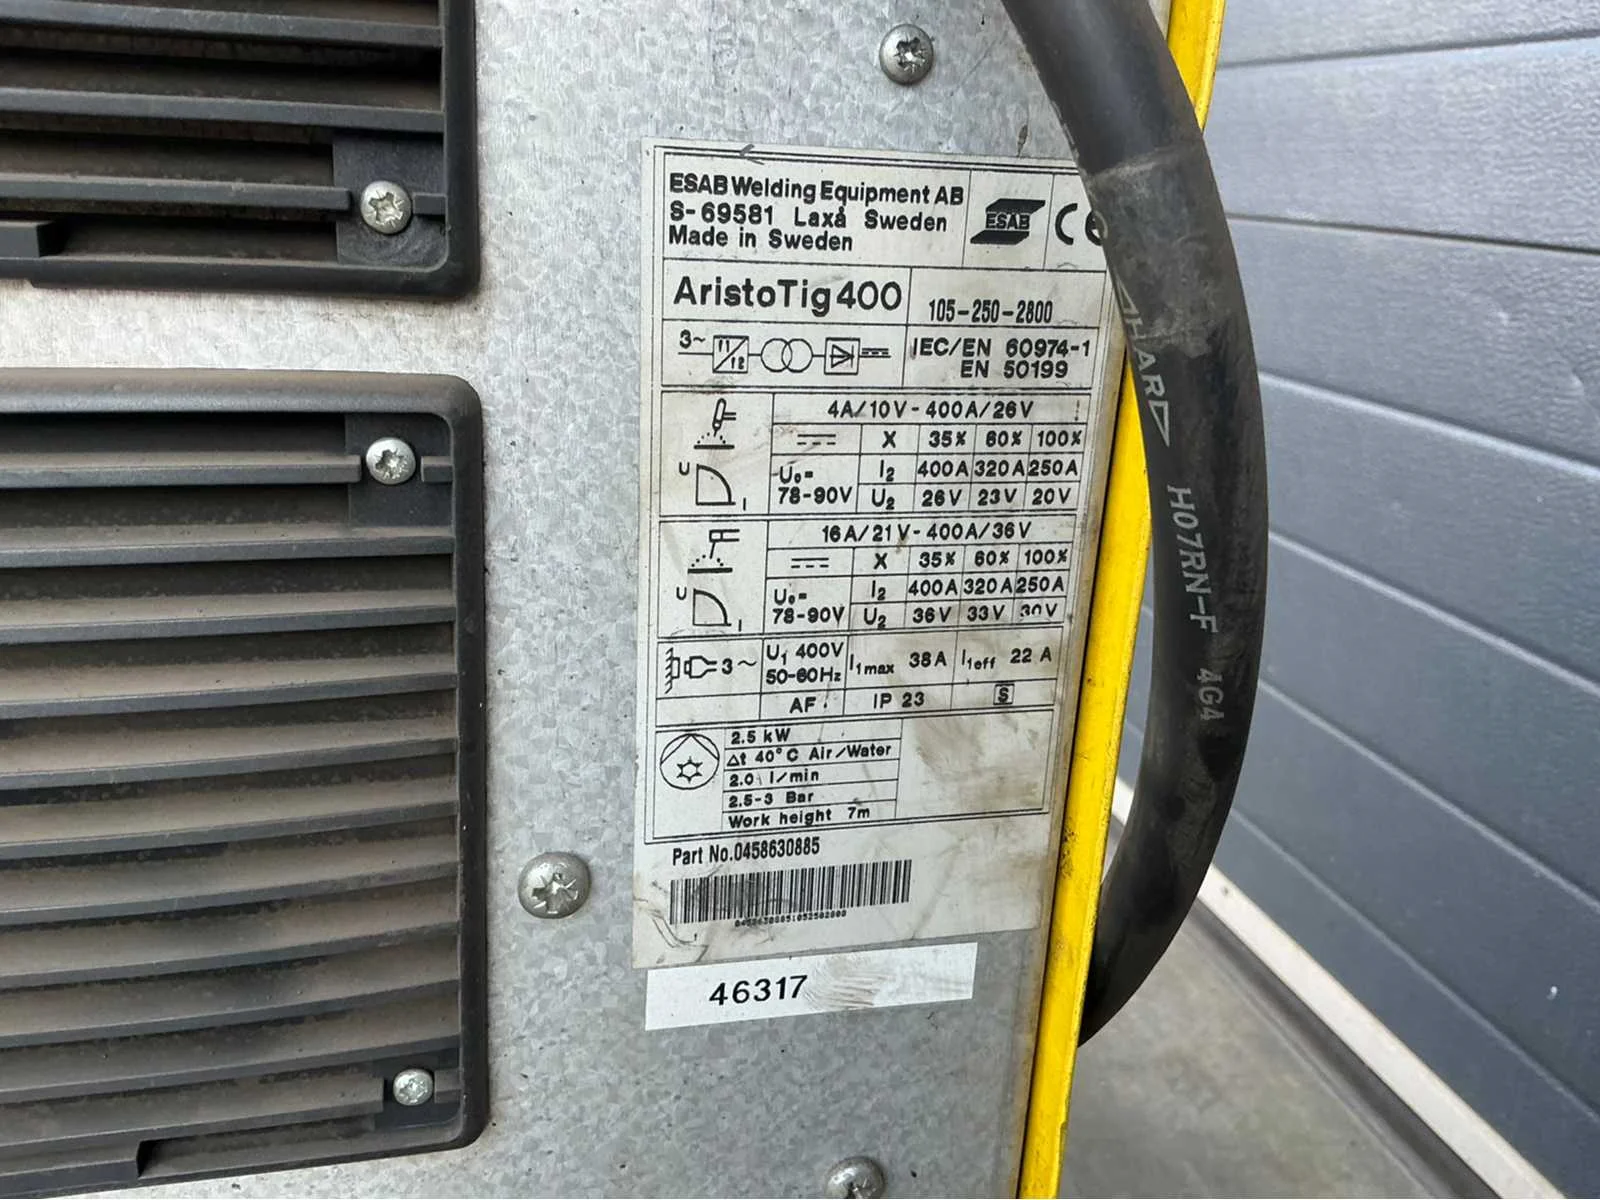 ESAB Welding Equipment AB
S-69581 Laxå Sweden
Made in Sweden
ESAB
CE
AristoTig 400
105-250-2800
3~
f1
f2
IEC/EN 60974-1
EN 50199
4A/10V-400A/26V
X 35% 60% 100%
U₀=
78-90V
I₂ 400A 320A 250A
U₂ 26V 23V 20V
U
I
16A/21V-400A/36V
X 35% 60% 100%
U₀=
78-90V
I₂ 400A 320A 250A
U₂ 36V 33V 30V
U
I
3~
U₁ 400V
50-60Hz
I₁max 38A
I₁eff 22A
AF
IP 23
S
2.5 kW
Δt 40°C Air/Water
2.0 l/min
2.5-3 Bar
Work height 7m
Part No.0458630885
46317
HARD
H07RN-F 4G4